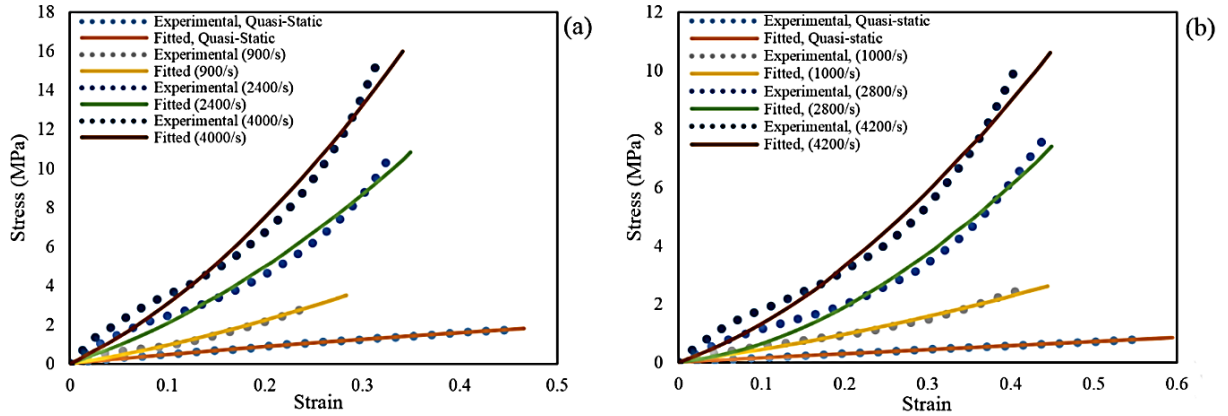 Experimental, Quasi-Static
Fitted, Quasi-Static
Experimental (900/s)
Fitted (900/s)
Experimental (2400/s)
Fitted (2400/s)
Experimental (4000/s)
Fitted (4000/s)
(a)
18
16
14
12
10
8
6
4
2
0
Stress (MPa)
0
0.1
0.2
0.3
0.4
0.5
Strain
Experimental, Quasi-static
Fitted, Quasi-static
Experimental, (1000/s)
Fitted, (1000/s)
Experimental, (2800/s)
Fitted, (2800/s)
Experimental, (4200/s)
Fitted, (4200/s)
(b)
12
10
8
6
4
2
0
Stress (MPa)
0
0.1
0.2
0.3
0.4
0.5
0.6
Strain